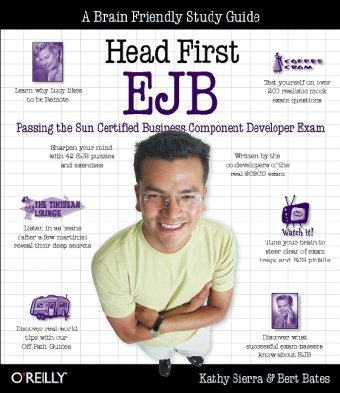 A Brain Friendly Study Guide
Head First
EJB
Passing the Sun Certified Business Component Developer Exam
Learn why Lucy likes
to be Remote
COFFEE
CRAM
Test yourself on over
200 realistic mock
exam questions
Sharpen your mind
with 42 EJB puzzles
and exercises
Written by the
co-developers of the
real SCBCD exam
THE TIKIBEAN
LOUNGE
Listen in as beans
(after a few martinis)
reveal their deep secrets
Watch it!
Tune your brain to
steer clear of exam
traps and EJB pitfalls
Discover real-world
tips with our
Off-Path Guides
Discover what
successful exam-passers
know about EJB
O'REILLY
Kathy Sierra & Bert Bates